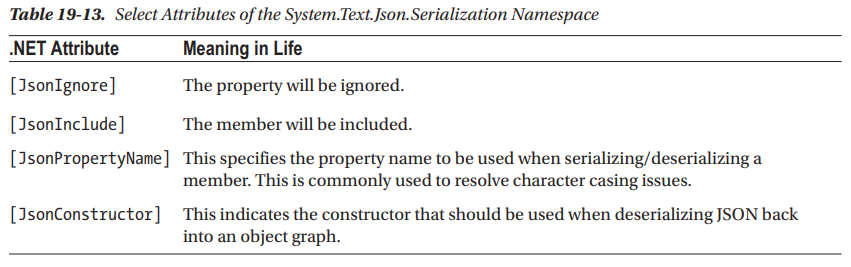 Table 19-13. Select Attributes of the System.Text.Json.Serialization Namespace
.NET Attribute Meaning in Life
[JsonIgnore] The property will be ignored.
[JsonInclude] The member will be included.
[JsonPropertyName] This specifies the property name to be used when serializing/deserializing a
member. This is commonly used to resolve character casing issues.
[JsonConstructor] This indicates the constructor that should be used when deserializing JSON back
into an object graph.